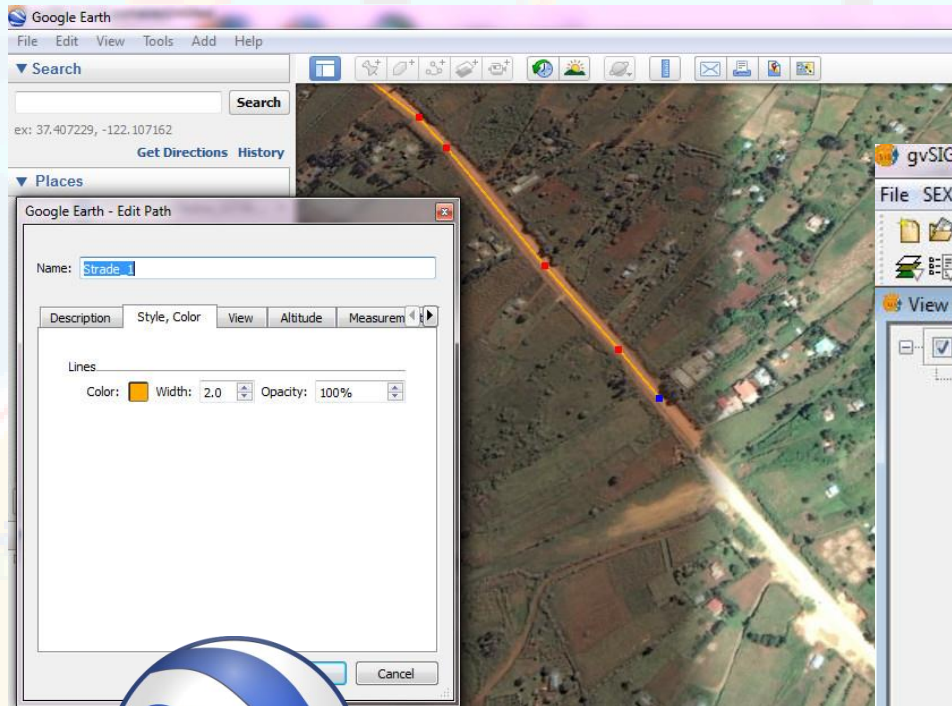 Google Earth
File Edit View Tools Add Help
Search
Search
ex: 37.407229, -122.107162
Get Directions History
Places
Google Earth - Edit Path
Name: Strade_1
Description Style, Color View Altitude Measurem
Lines
Color: Width: 2.0 Opacity: 100%
Cancel
gvSIG
File SEX
View